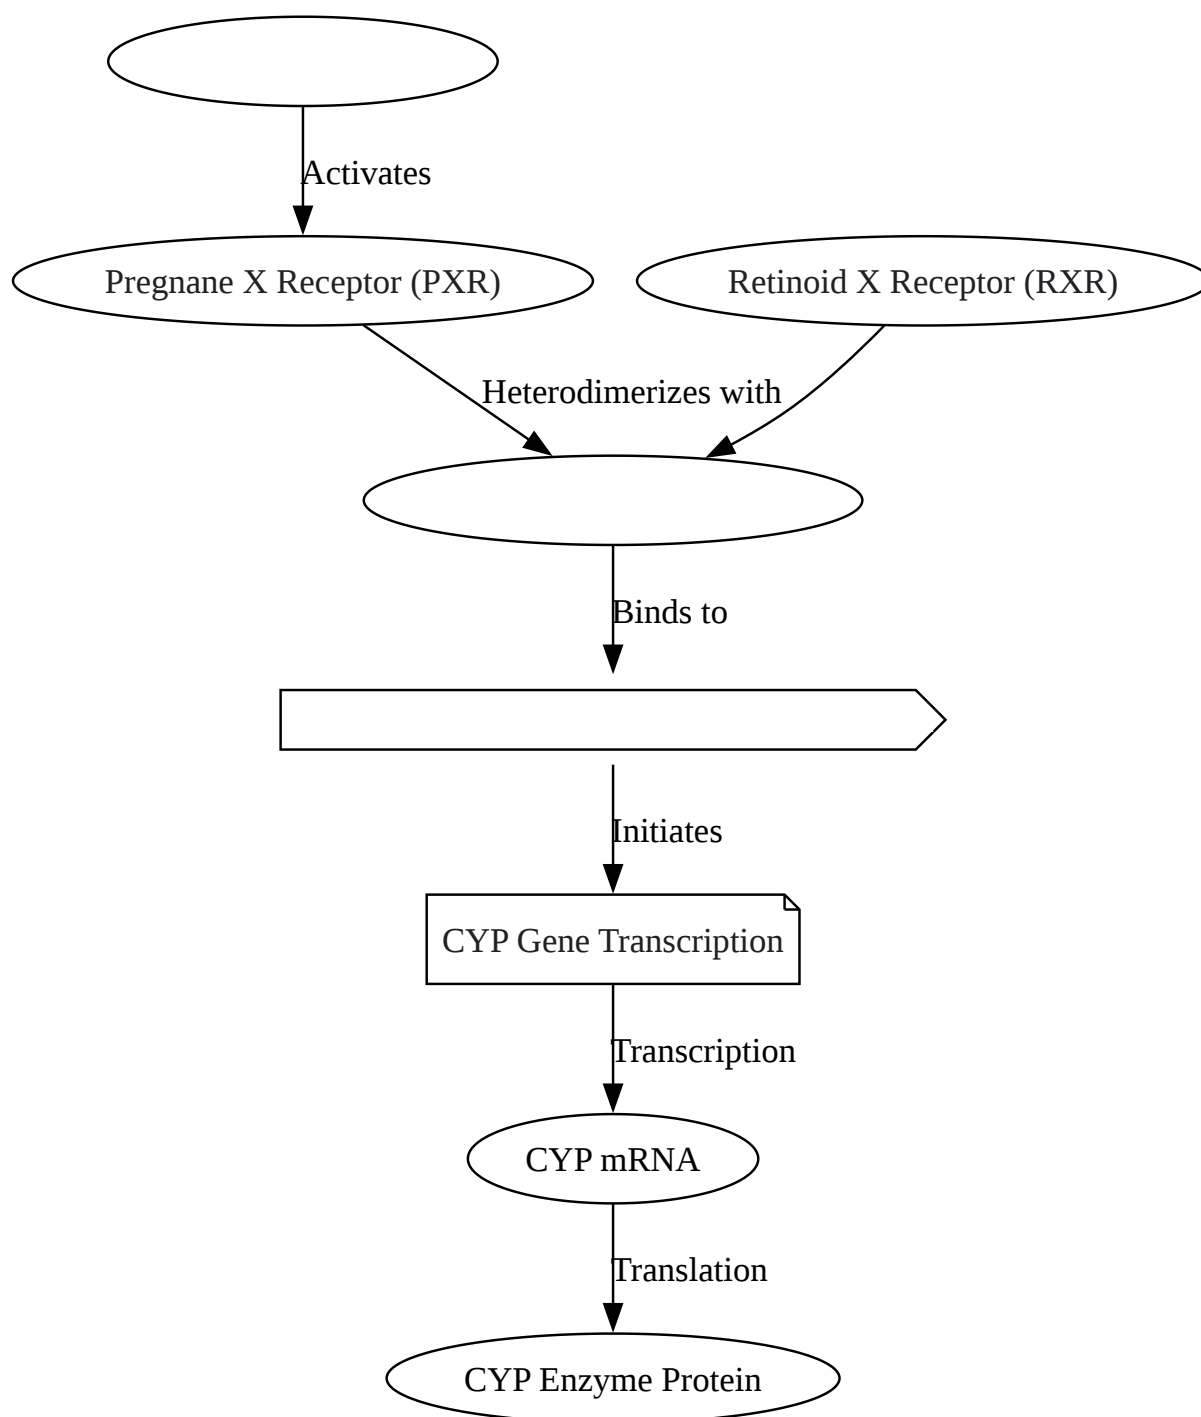 Activates
Pregnane X Receptor (PXR)
Retinoid X Receptor (RXR)
Heterodimerizes with
Binds to
Initiates
CYP Gene Transcription
Transcription
CYP mRNA
Translation
CYP Enzyme Protein